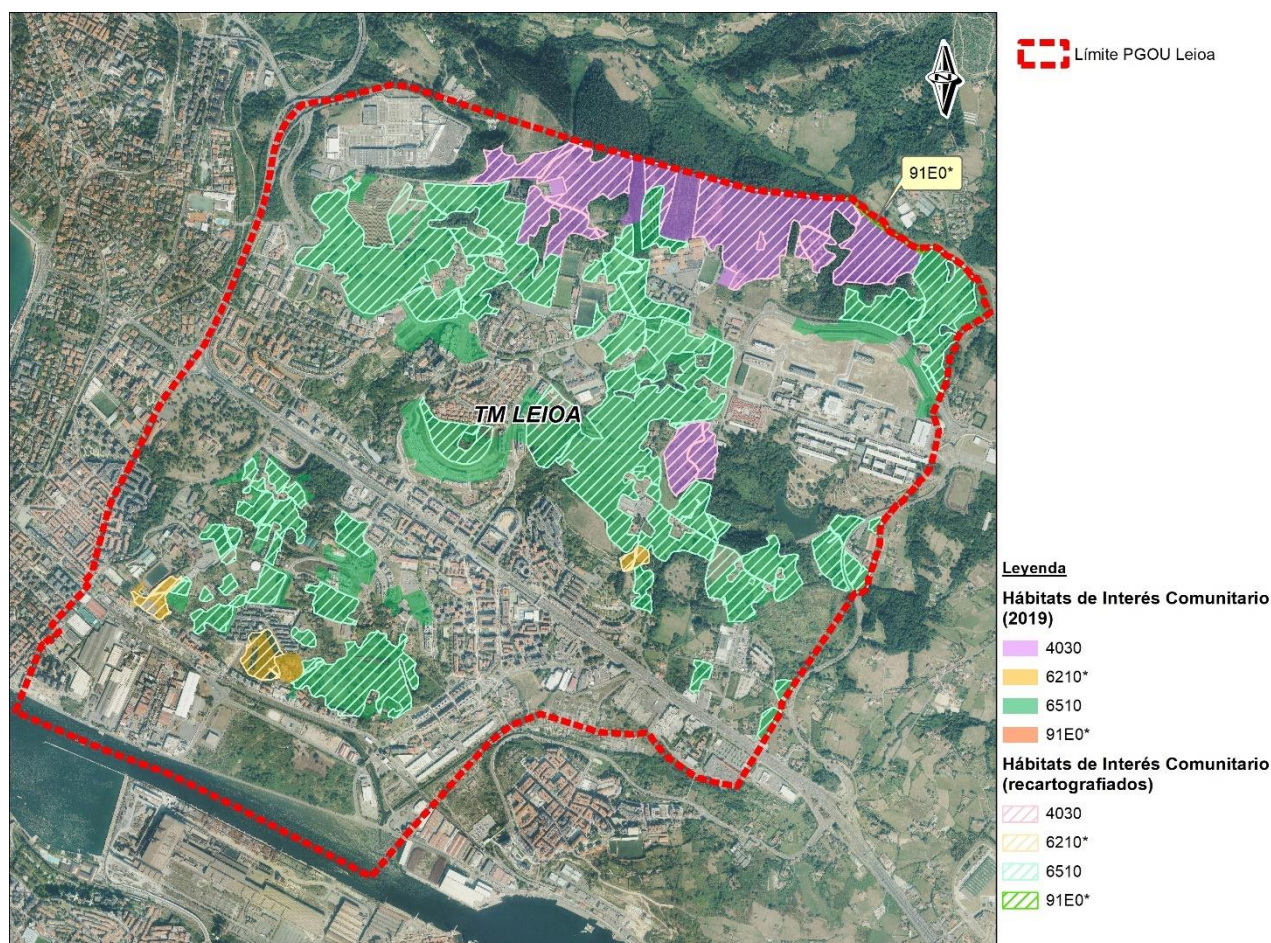 Límite PGOU Leioa
N
91E0*
TM LEIOA
Leyenda
Hábitats de Interés Comunitario
(2019)
4030
6210*
6510
91E0*
Hábitats de Interés Comunitario
(recartografiados)
4030
6210*
6510
91E0*